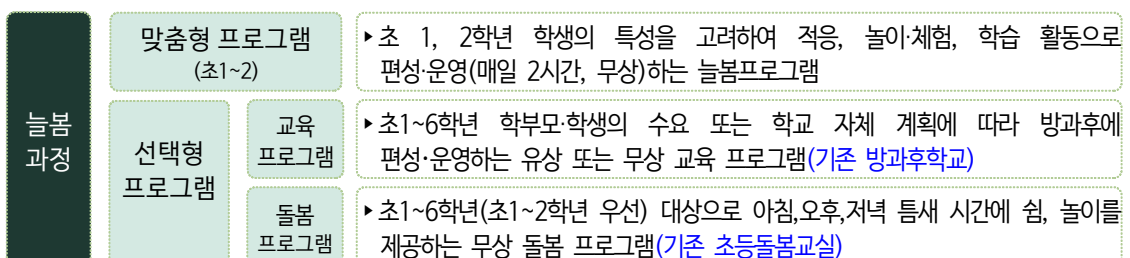 늘봄
과정
맞춤형 프로그램
(초1~2)
▸초 1, 2학년 학생의 특성을 고려하여 적응, 놀이·체험, 학습 활동으로
편성·운영(매일 2시간, 무상)하는 늘봄프로그램
선택형
프로그램
교육
프로그램
▸초1~6학년 학부모·학생의 수요 또는 학교 자체 계획에 따라 방과후에
편성·운영하는 유상 또는 무상 교육 프로그램(기존 방과후학교)
돌봄
프로그램
▸초1~6학년(초1~2학년 우선) 대상으로 아침,오후,저녁 틈새 시간에 쉼, 놀이를
제공하는 무상 돌봄 프로그램(기존 초등돌봄교실)